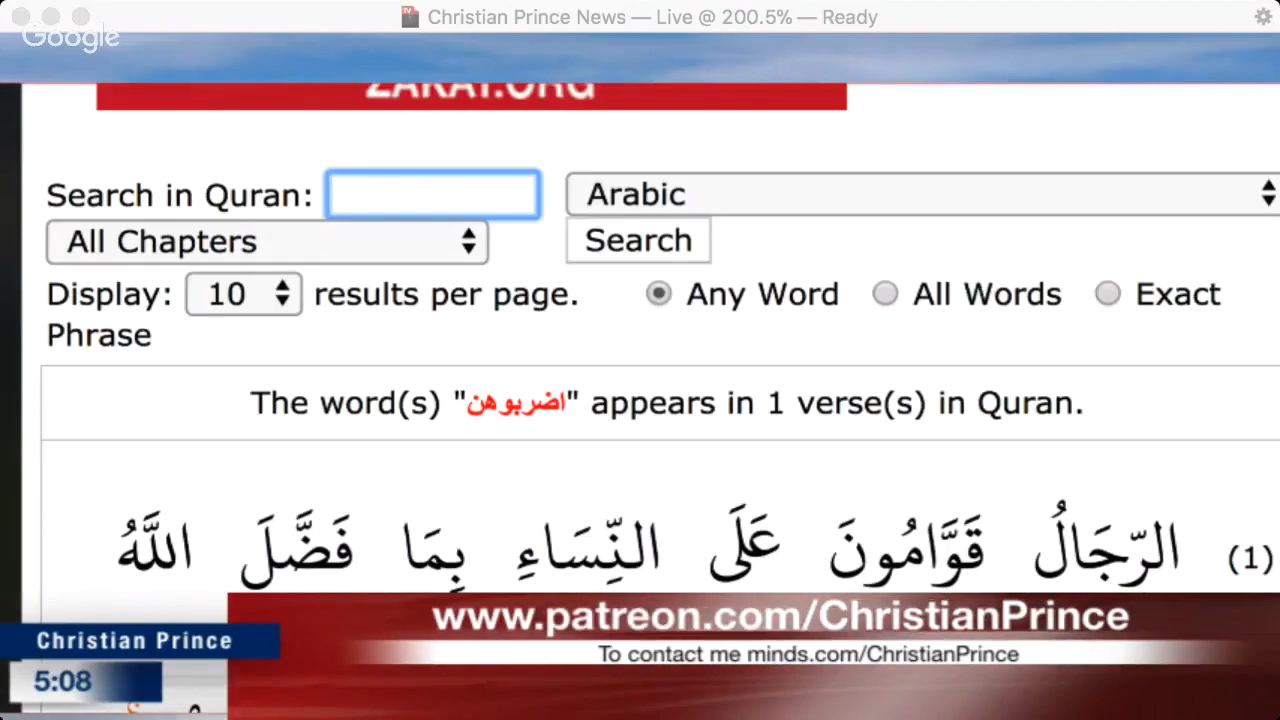 Christian Prince News — Live @ 200.5% — Ready
Google
ZAKAT.ORG
Search in Quran:
Arabic
All Chapters
Search
Display: 10 results per page. Any Word All Words Exact
Phrase
The word(s) "اضربوهن" appears in 1 verse(s) in Quran.
(1) الرِّجَالُ قَوَّامُونَ عَلَى النِّسَاءِ بِمَا فَضَّلَ اللَّهُ
www.patreon.com/ChristianPrince
Christian Prince
To contact me minds.com/ChristianPrince
5:08